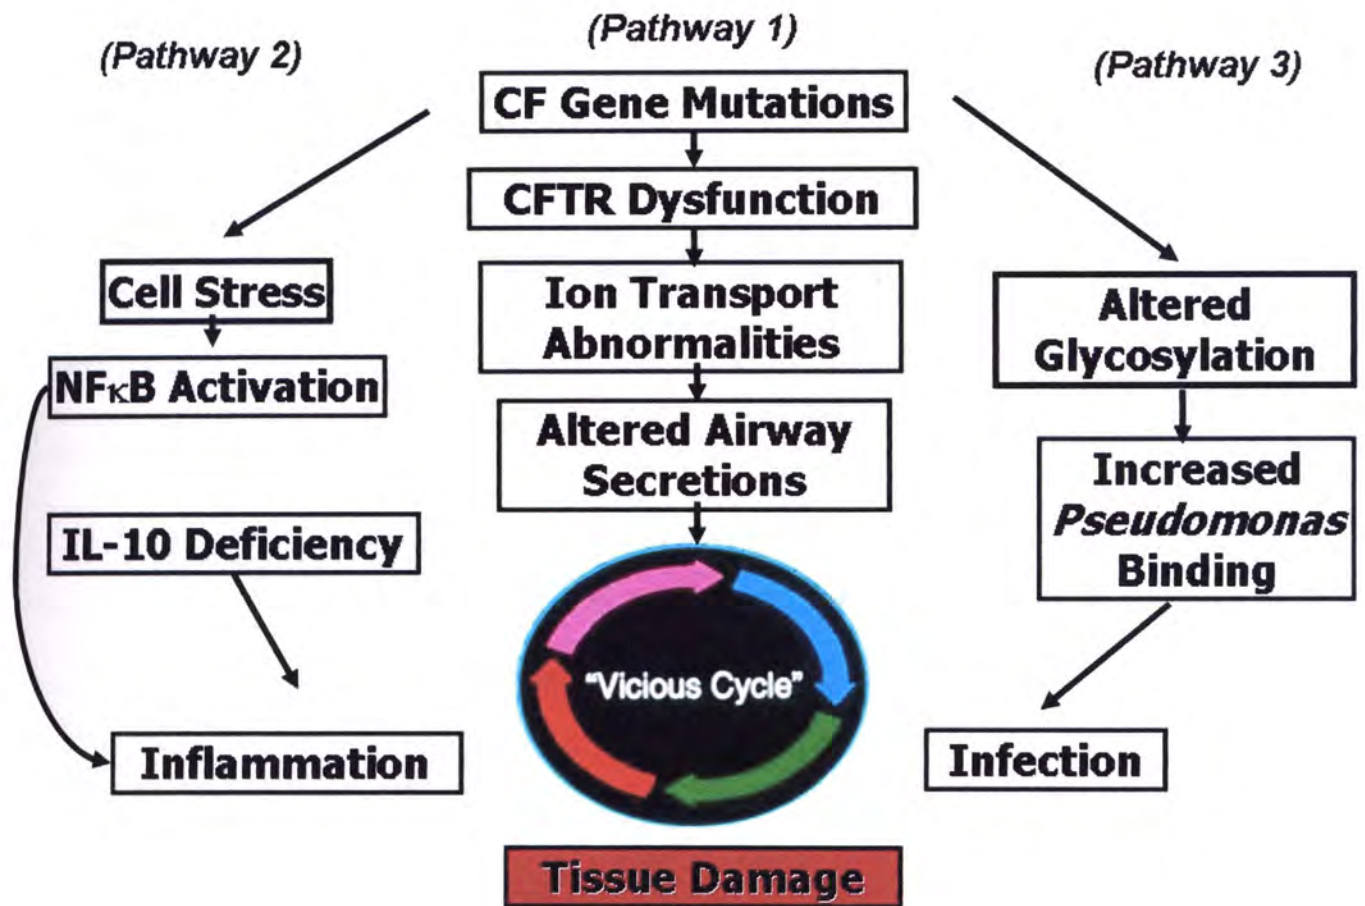 (Pathway 2)
(Pathway 1)
(Pathway 3)
CF Gene Mutations
CFTR Dysfunction
Ion Transport
Abnormalities
Altered Airway
Secretions
Cell Stress
NFκB Activation
IL-10 Deficiency
Inflammation
Altered
Glycosylation
Increased
Pseudomonas
Binding
Infection
"Vicious Cycle"
Tissue Damage